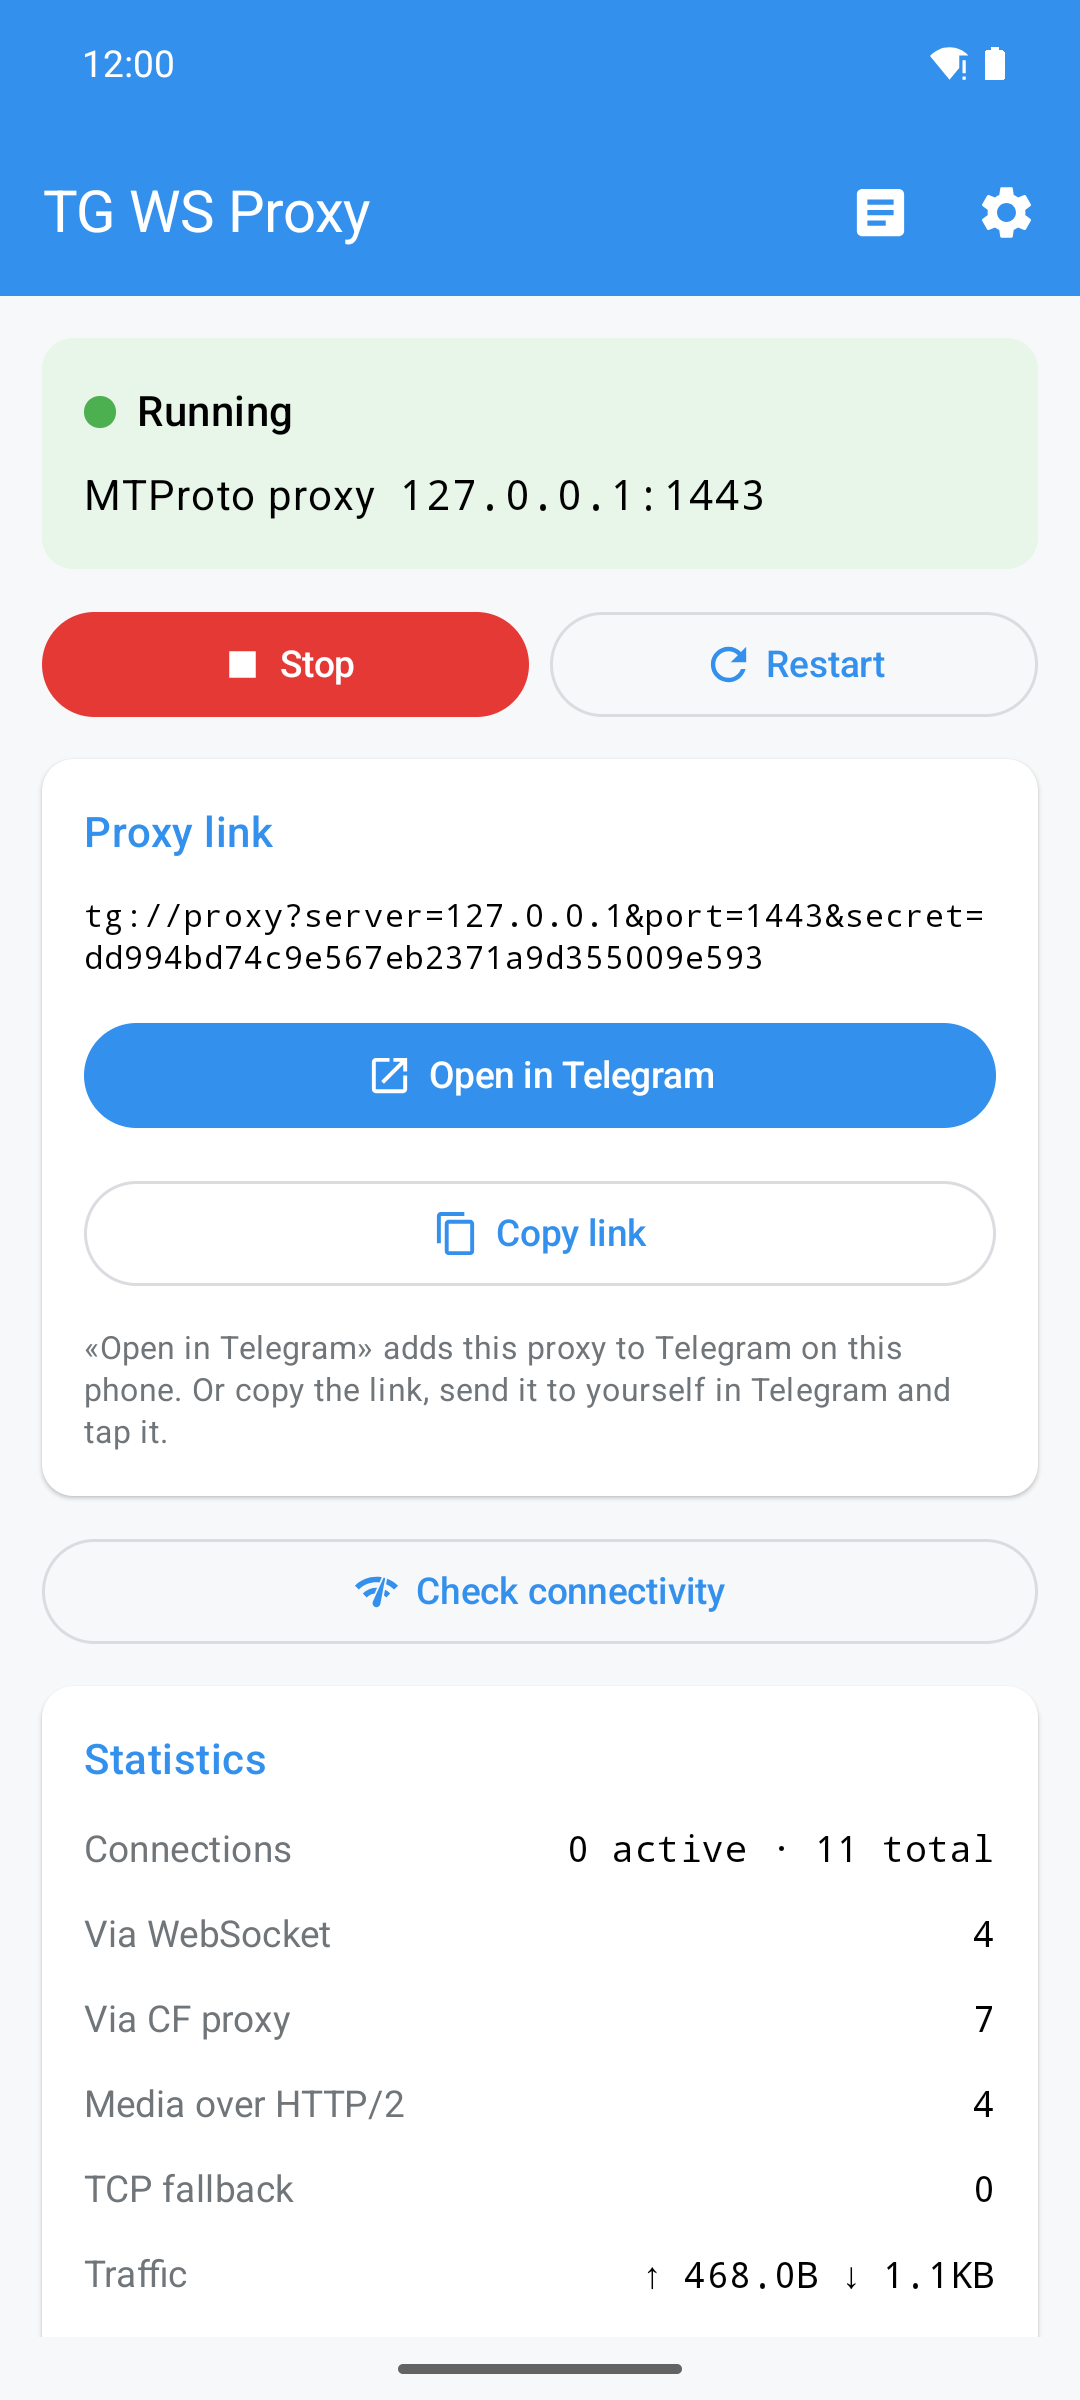 12:00
TG WS Proxy
Running
MTProto proxy 127.0.0.1:1443
Stop
Restart
Proxy link
tg://proxy?server=127.0.0.1&port=1443&secret=
dd994bd74c9e567eb2371a9d355009e593
Open in Telegram
Copy link
«Open in Telegram» adds this proxy to Telegram on this
phone. Or copy the link, send it to yourself in Telegram and
tap it.
Check connectivity
Statistics
Connections 0 active · 11 total
Via WebSocket 4
Via CF proxy 7
Media over HTTP/2 4
TCP fallback 0
Traffic ↑ 468.0B ↓ 1.1KB